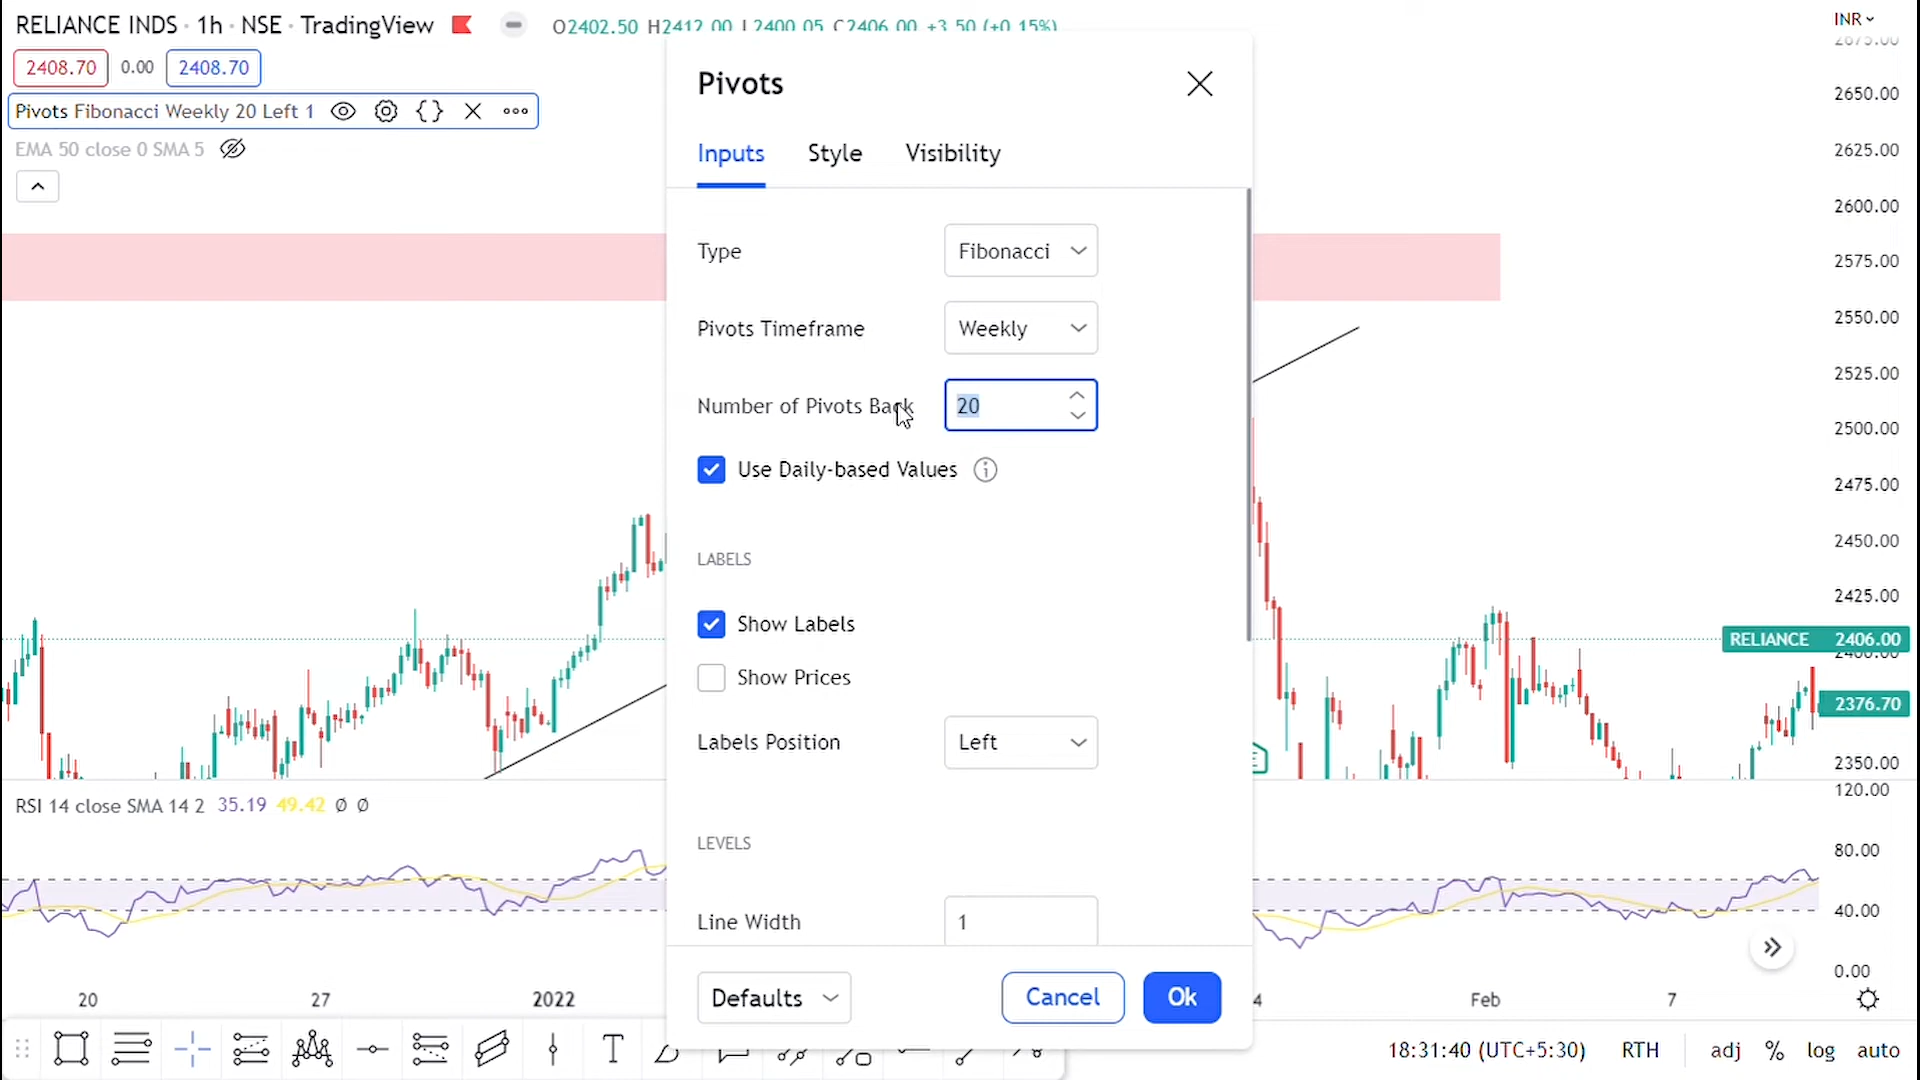 RELIANCE INDS · 1h · NSE · TradingView
O2402.50 H2412.00 L2400.05 C2406.00 +3.50 (+0.15%)
INR
2675.00
2408.70 0.00 2408.70
Pivots Fibonacci Weekly 20 Left 1
EMA 50 close 0 SMA 5
Pivots
Inputs Style Visibility
Type Fibonacci
Pivots Timeframe Weekly
Number of Pivots Back 20
Use Daily-based Values
LABELS
Show Labels
Show Prices
Labels Position Left
LEVELS
Line Width 1
Defaults Cancel Ok
2650.00
2625.00
2600.00
2575.00
2550.00
2525.00
2500.00
2475.00
2450.00
2425.00
RELIANCE 2406.00
2400.00
2376.70
2350.00
RSI 14 close SMA 14 2 35.19 49.42 Ø Ø
120.00
80.00
40.00
0.00
20 27 2022 4 Feb 7
18:31:40 (UTC+5:30) RTH adj % log auto